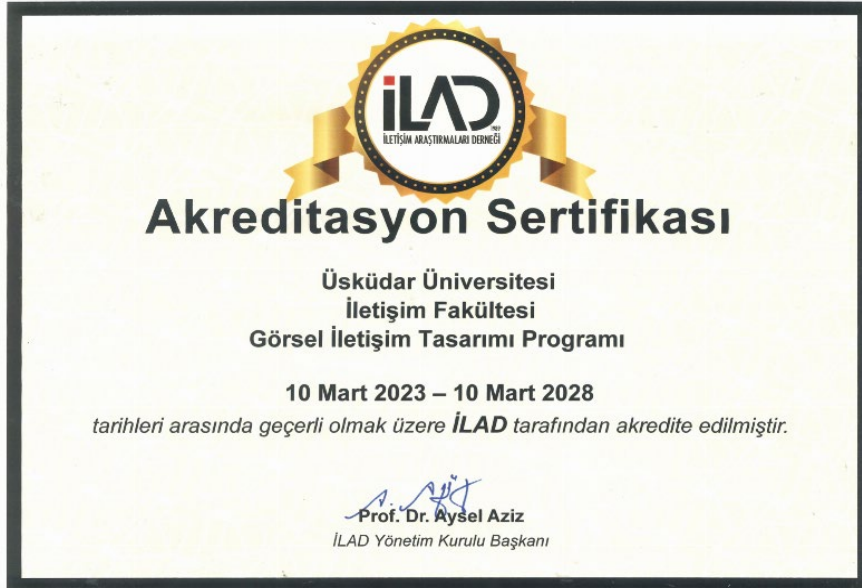 İLAD
1989
İLETİŞİM ARAŞTIRMALARI DERNEĞİ
Akreditasyon Sertifikası
Üsküdar Üniversitesi
İletişim Fakültesi
Görsel İletişim Tasarımı Programı
10 Mart 2023 – 10 Mart 2028
tarihleri arasında geçerli olmak üzere İLAD tarafından akredite edilmiştir.
Prof. Dr. Aysel Aziz
İLAD Yönetim Kurulu Başkanı